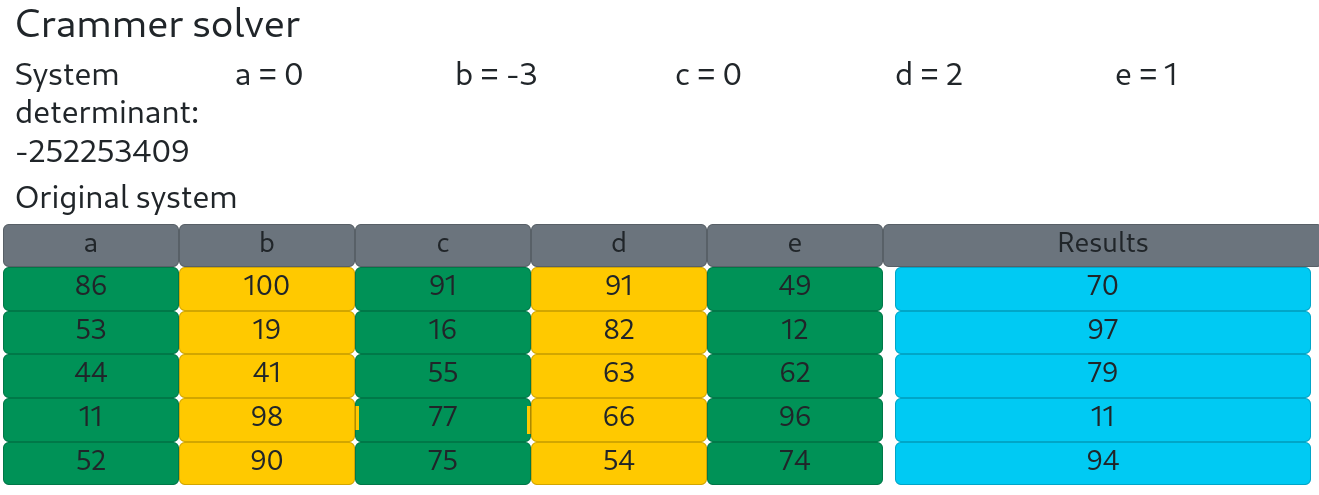 Crammer solver
System a = 0 b = -3 c = 0 d = 2 e = 1
determinant:
-252253409
Original system
a b c d e Results
86 100 91 91 49 70
53 19 16 82 12 97
44 41 55 63 62 79
11 98 77 66 96 11
52 90 75 54 74 94